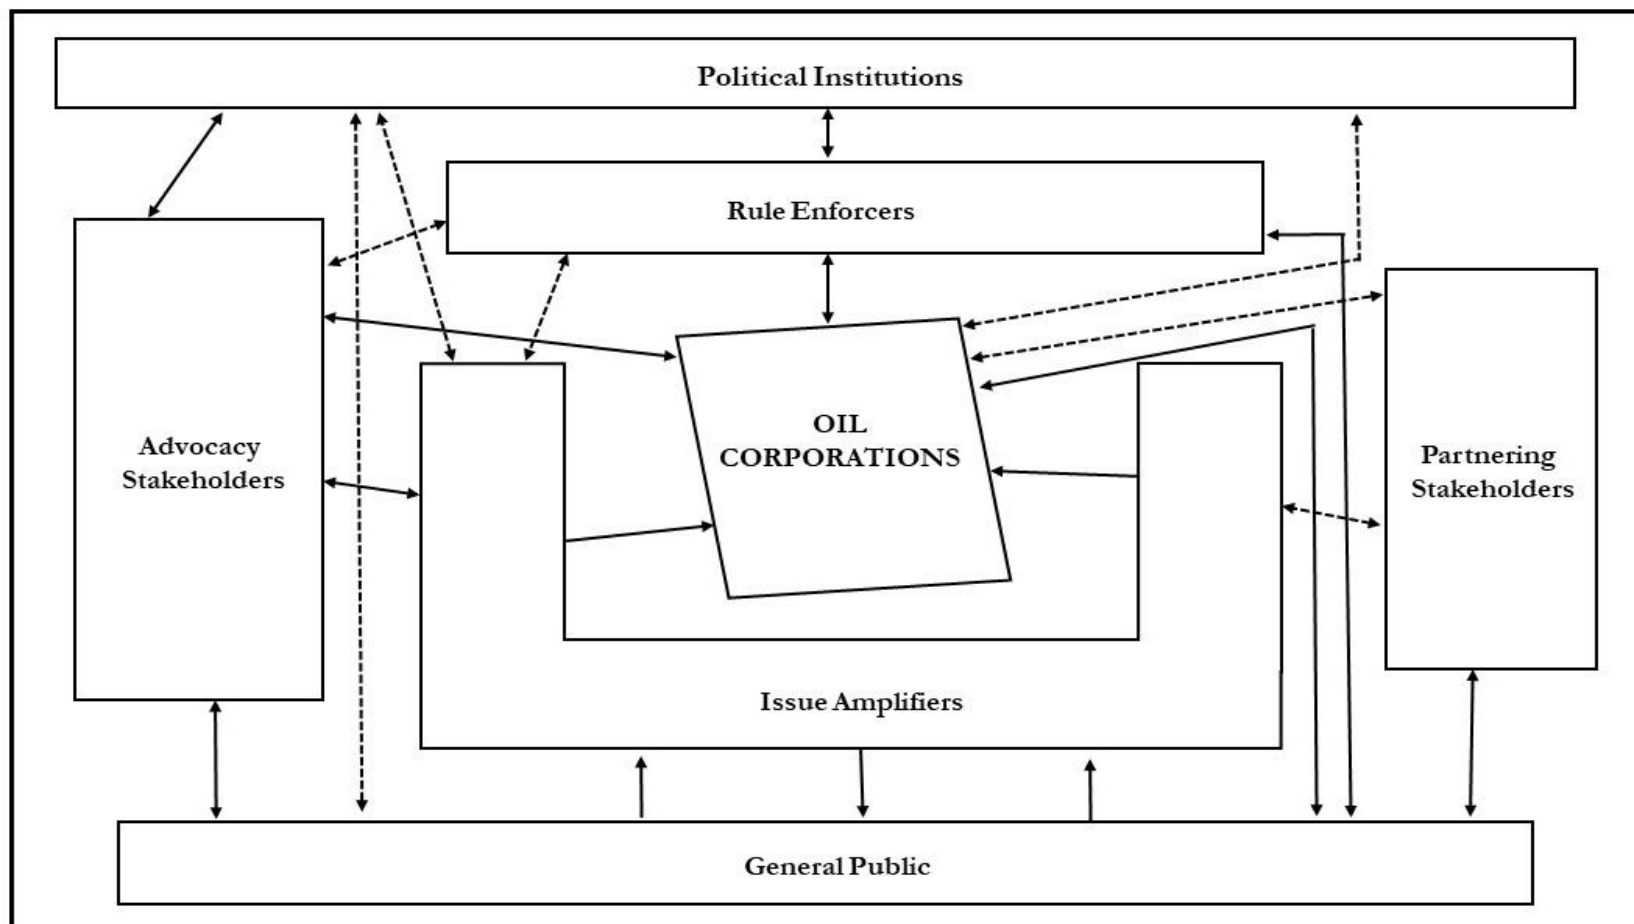 Political Institutions
Rule Enforcers
Advocacy
Stakeholders
OIL
CORPORATIONS
Partnering
Stakeholders
Issue Amplifiers
General Public